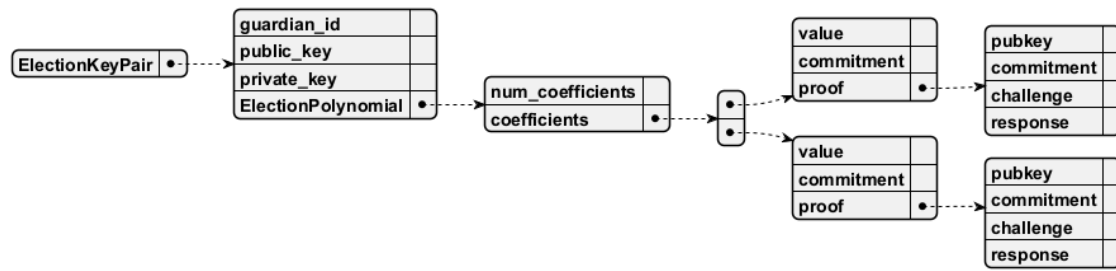 ElectionKeyPair
guardian_id
public_key
private_key
ElectionPolynomial
num_coefficients
coefficients
value
commitment
proof
pubkey
commitment
challenge
response
value
commitment
proof
pubkey
commitment
challenge
response